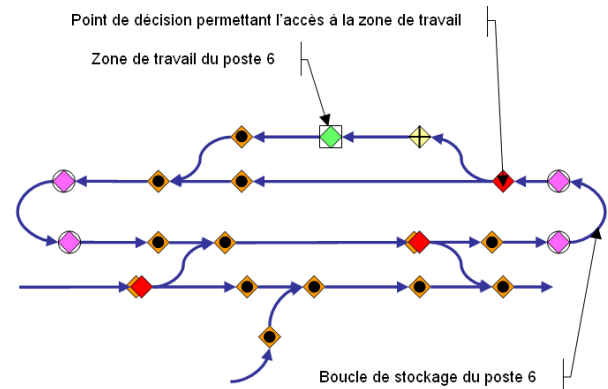 Point de décision permettant l'accès à la zone de travail
Zone de travail du poste 6
Boucle de stockage du poste 6